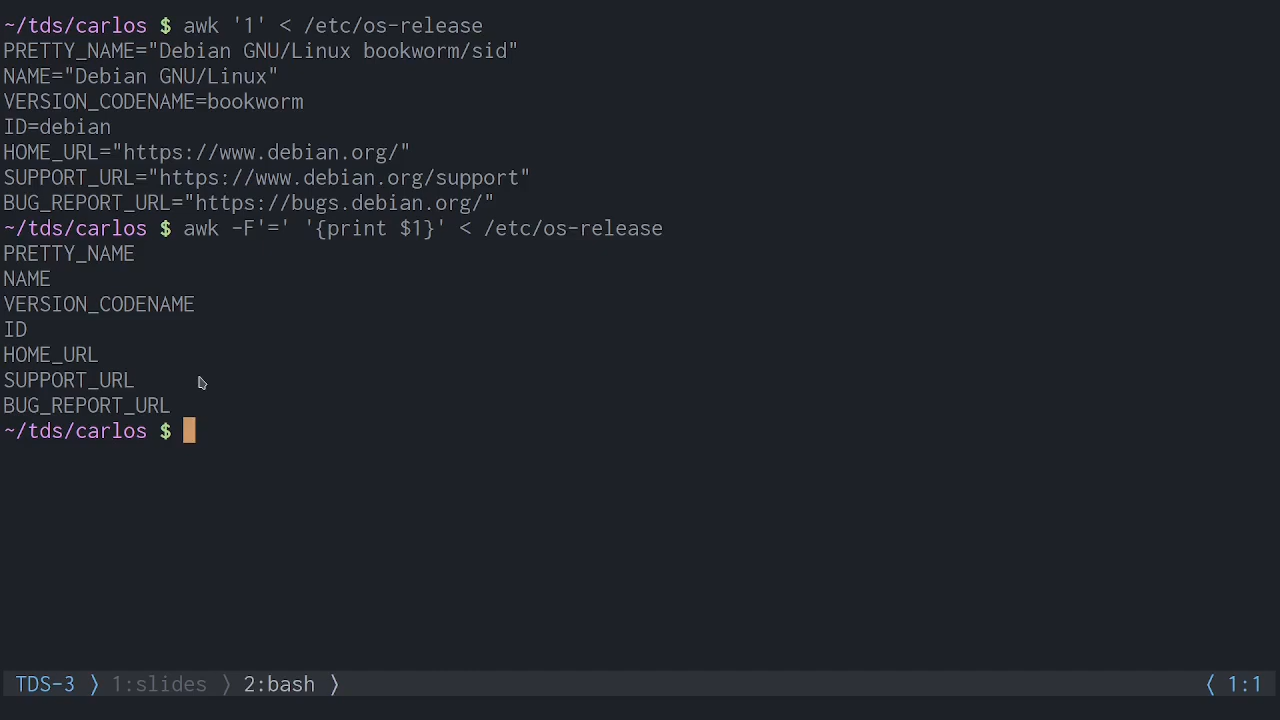 ~/tds/carlos $ awk '1' < /etc/os-release
PRETTY_NAME="Debian GNU/Linux bookworm/sid"
NAME="Debian GNU/Linux"
VERSION_CODENAME=bookworm
ID=debian
HOME_URL="https://www.debian.org/"
SUPPORT_URL="https://www.debian.org/support"
BUG_REPORT_URL="https://bugs.debian.org/"
~/tds/carlos $ awk -F'=' '{print $1}' < /etc/os-release
PRETTY_NAME
NAME
VERSION_CODENAME
ID
HOME_URL
SUPPORT_URL
BUG_REPORT_URL
~/tds/carlos $
TDS-3 ⟩ 1:slides ⟩ 2:bash ⟩ ⟨ 1:1